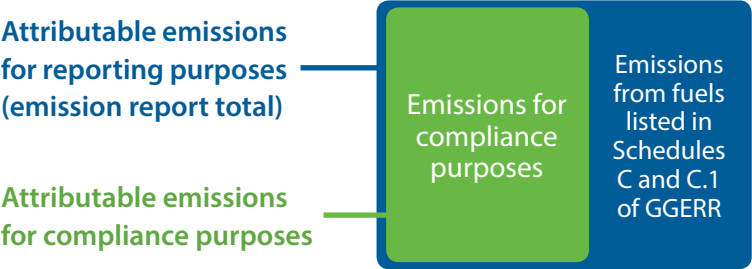 Attributable emissions
for reporting purposes
(emission report total)
Attributable emissions
for compliance purposes
Emissions for
compliance
purposes
Emissions
from fuels
listed in
Schedules
C and C.1
of GGERR